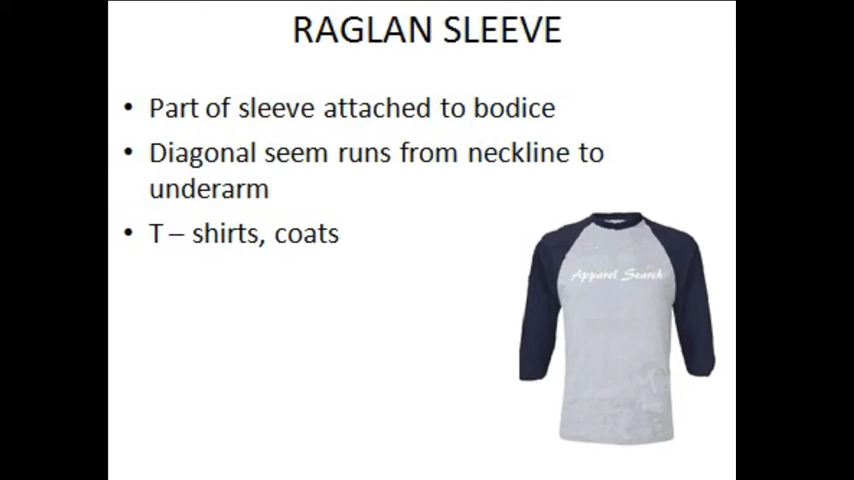 RAGLAN SLEEVE
• Part of sleeve attached to bodice
• Diagonal seem runs from neckline to
underarm
• T – shirts, coats
Apparel Search